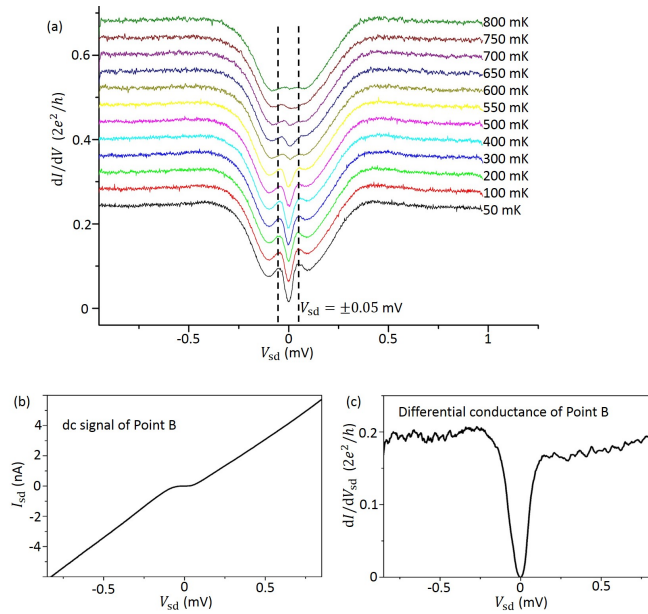 (a)
dI/dV (2e²/h)
0.6
0.4
0.2
0
800 mK
750 mK
700 mK
650 mK
600 mK
550 mK
500 mK
400 mK
300 mK
200 mK
100 mK
50 mK
V_sd = ±0.05 mV
-0.5 0 0.5 1
V_sd (mV)
(b)
dc signal of Point B
I_sd (nA)
4
2
0
-2
-4
0 0.5
V_sd (mV)
(c)
Differential conductance of Point B
dI/dV_sd (2e²/h)
0.2
0.1
0
-0.5 0 0.5
V_sd (mV)